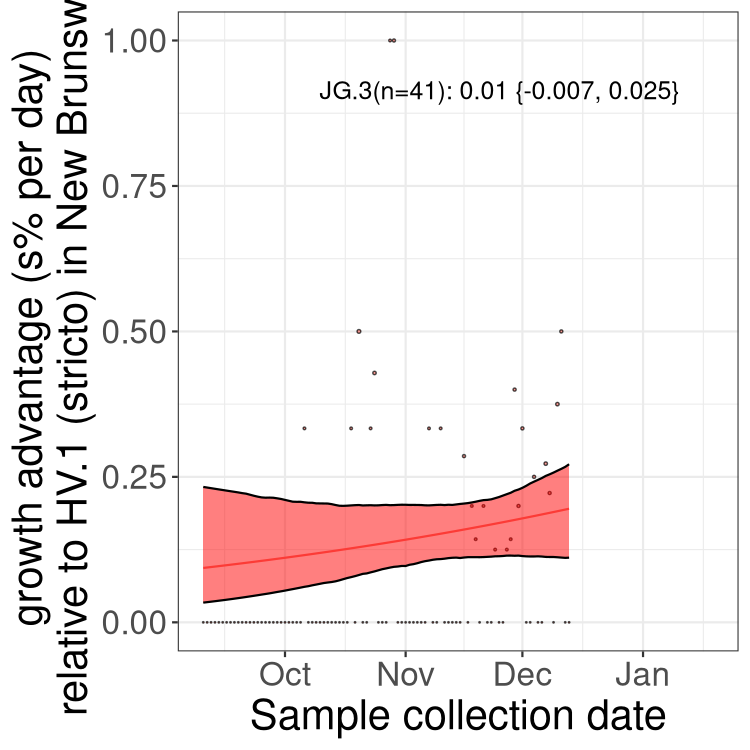 growth advantage (s% per day)
relative to HV.1 (stricto) in New Brunsw
1.00
0.75
0.50
0.25
0.00
JG.3(n=41): 0.01 {-0.007, 0.025}
Oct Nov Dec Jan
Sample collection date